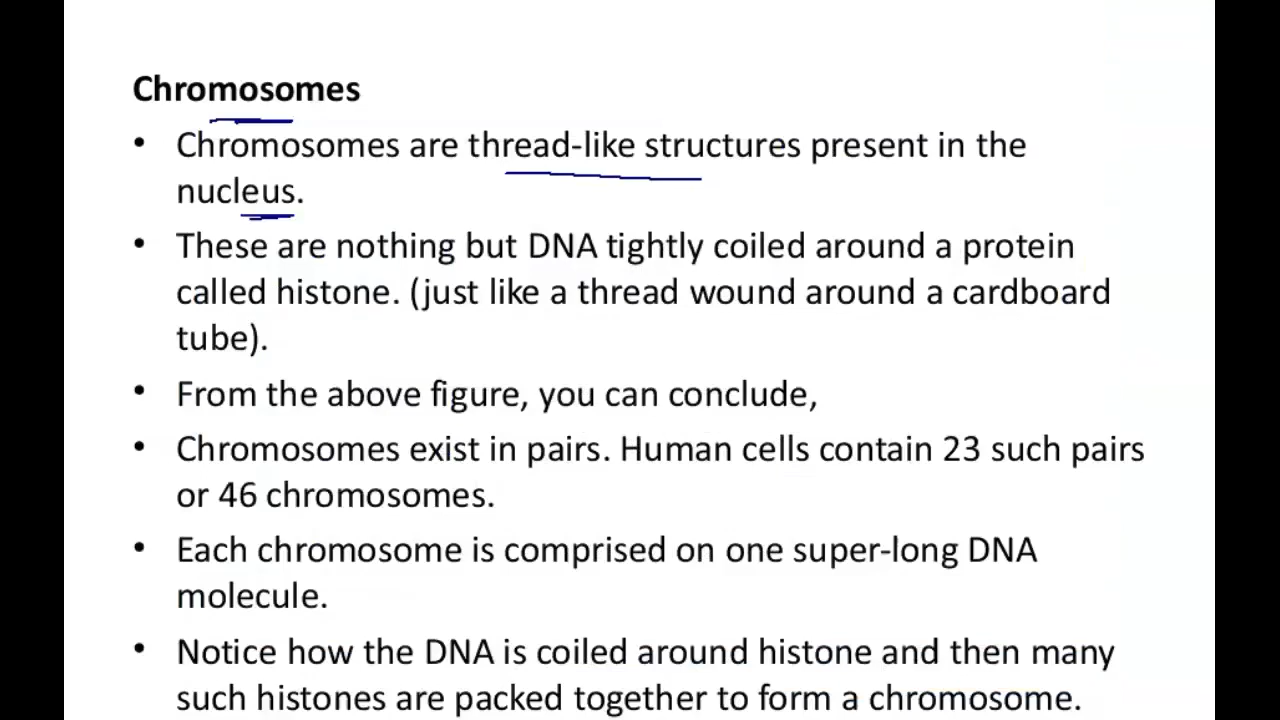 Chromosomes
• Chromosomes are thread-like structures present in the
nucleus.
• These are nothing but DNA tightly coiled around a protein
called histone. (just like a thread wound around a cardboard
tube).
• From the above figure, you can conclude,
• Chromosomes exist in pairs. Human cells contain 23 such pairs
or 46 chromosomes.
• Each chromosome is comprised on one super-long DNA
molecule.
• Notice how the DNA is coiled around histone and then many
such histones are packed together to form a chromosome.